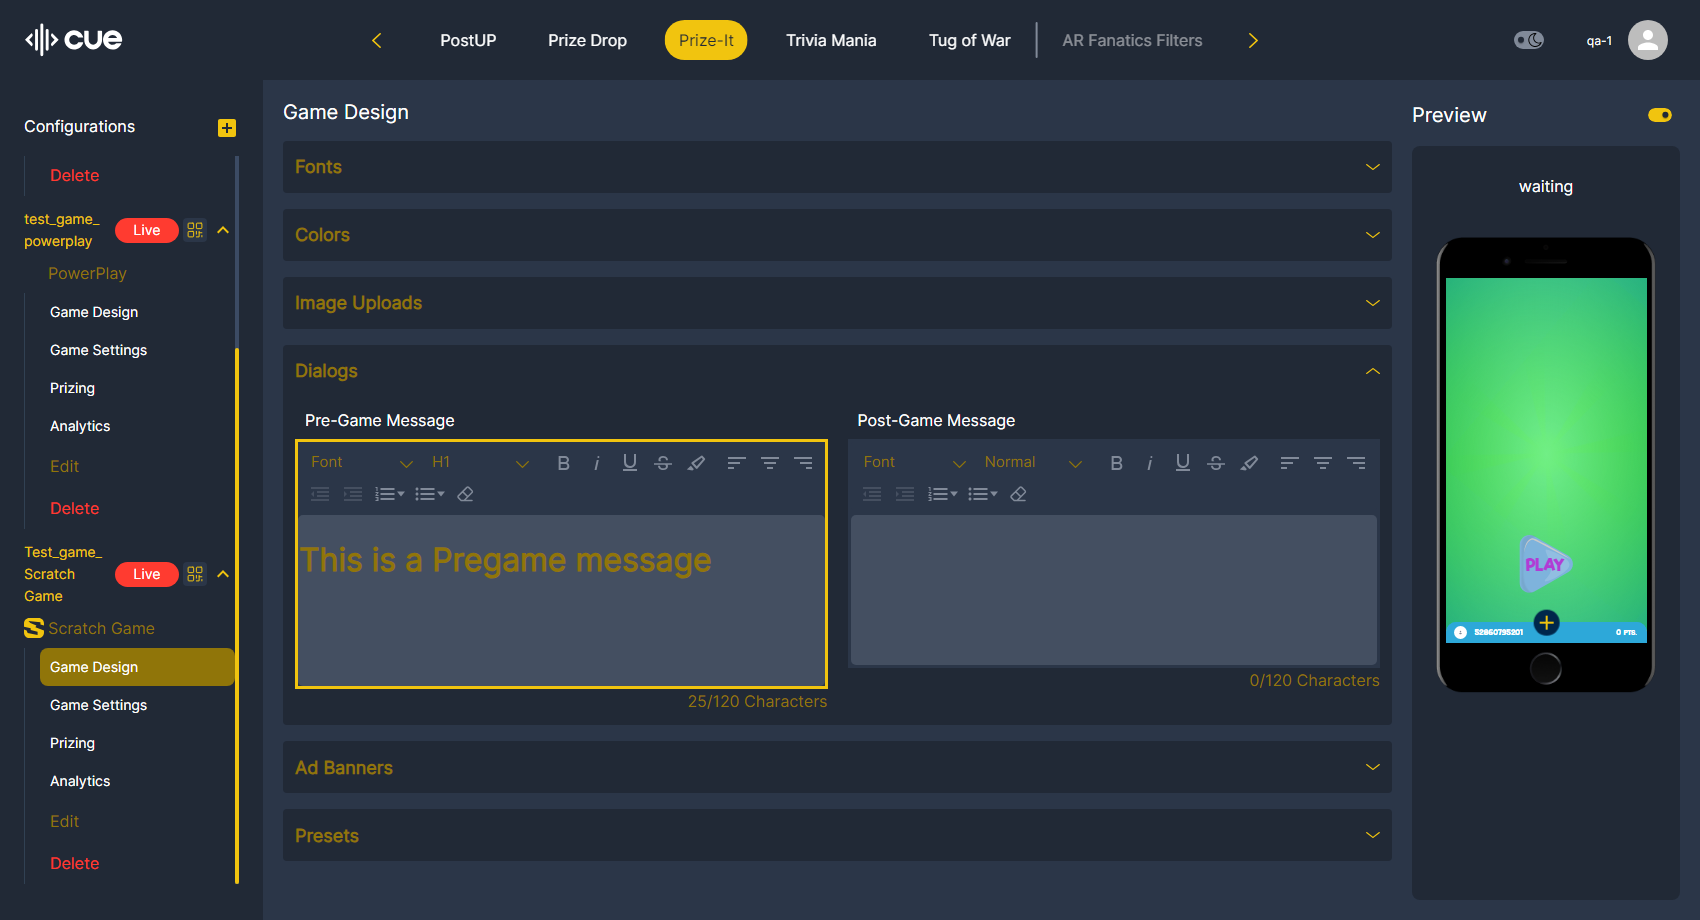 cue
PostUP
Prize Drop
Prize-It
Trivia Mania
Tug of War
AR Fanatics Filters
qa-1
Configurations
Delete
test_game_
powerplay
Live
PowerPlay
Game Design
Game Settings
Prizing
Analytics
Edit
Delete
Test_game_
Scratch
Game
Live
Scratch Game
Game Design
Game Settings
Prizing
Analytics
Edit
Delete
Game Design
Fonts
Colors
Image Uploads
Dialogs
Pre-Game Message
Font H1
This is a Pregame message
25/120 Characters
Post-Game Message
Font Normal
0/120 Characters
Ad Banners
Presets
Preview
waiting
PLAY
52860795201
0 PTS.